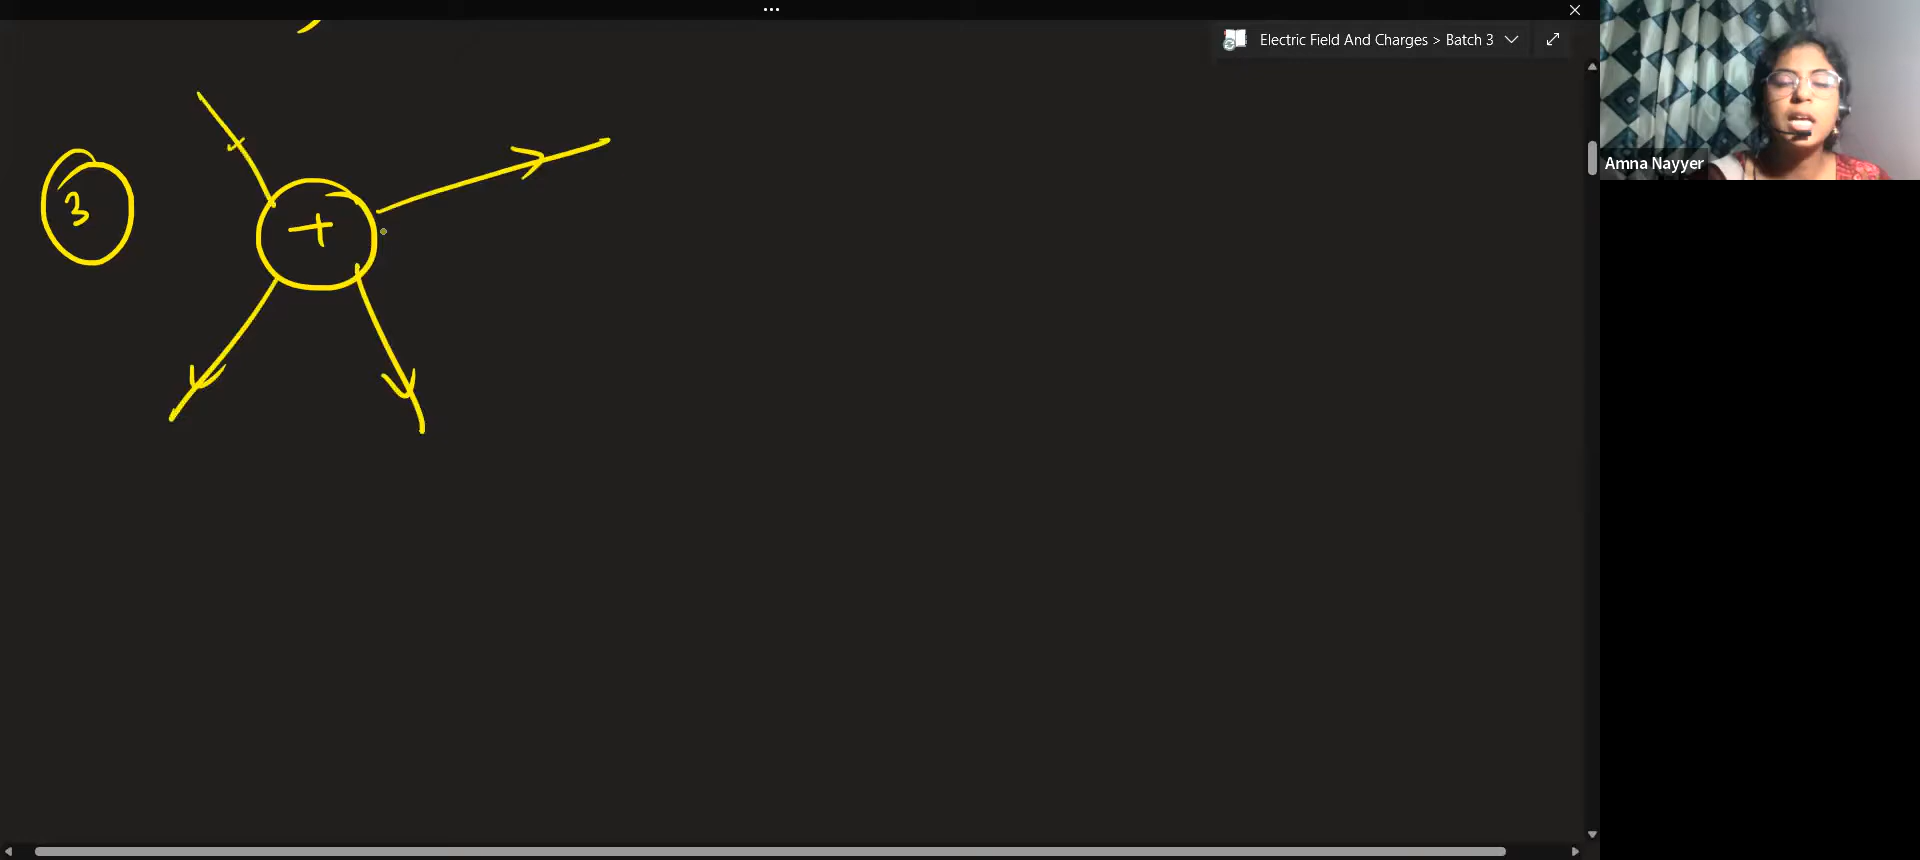 Electric Field And Charges > Batch 3
Amna Nayyer
3
+